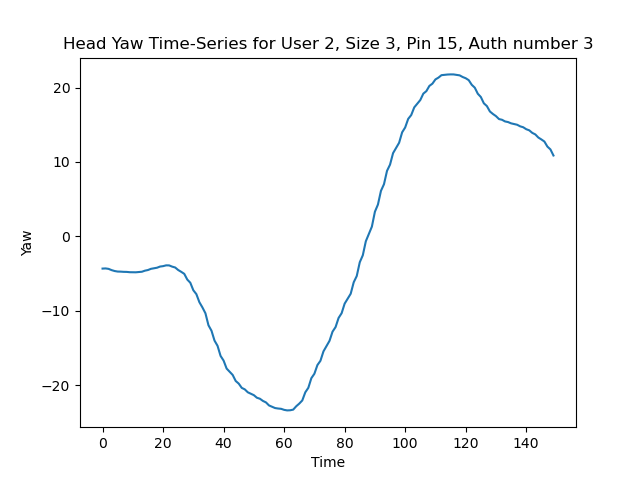 Head Yaw Time-Series for User 2, Size 3, Pin 15, Auth number 3
20
10
0
−10
−20
Yaw
0 20 40 60 80 100 120 140
Time